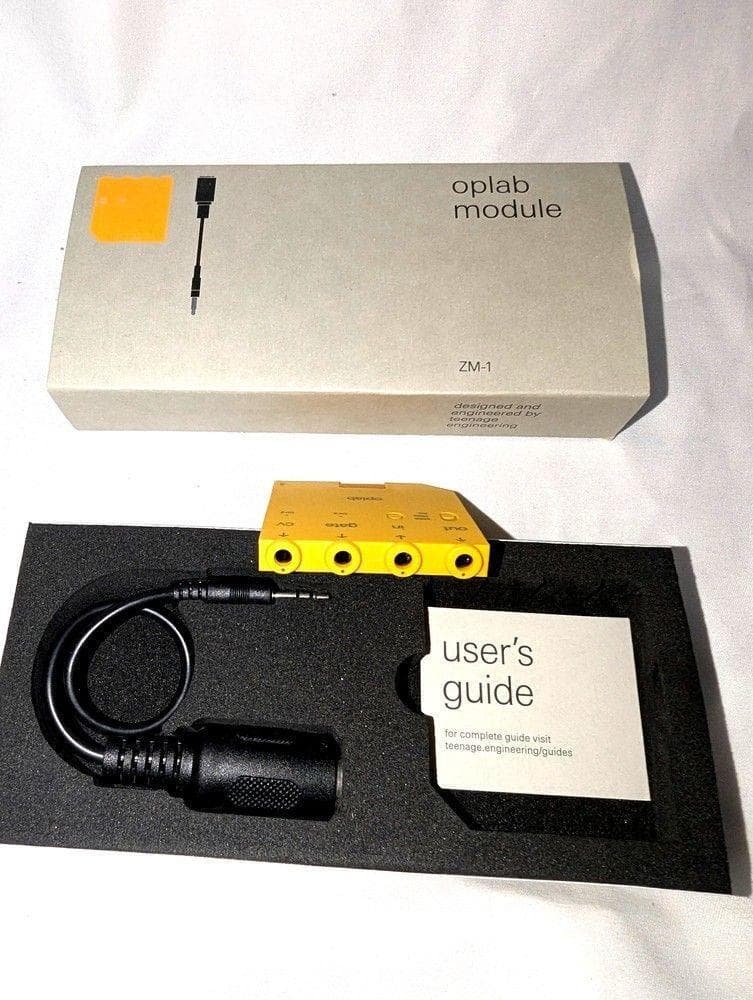 oplab
module
ZM-1
designed and
engineered by
teenage
engineering
oplab
cv
gate
in
out
user's
guide
for complete guide visit
teenage.engineering/guides